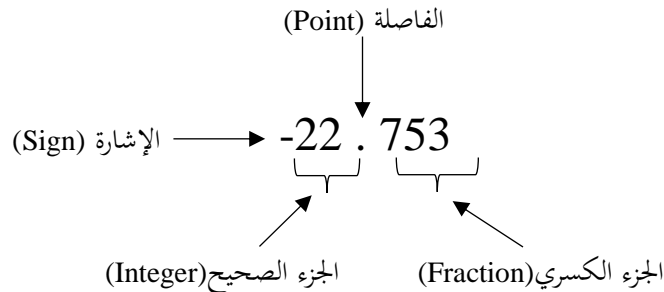 الفاصلة (Point)
الإشارة (Sign)
-22 . 753
الجزء الصحيح(Integer)
الجزء الكسري(Fraction)